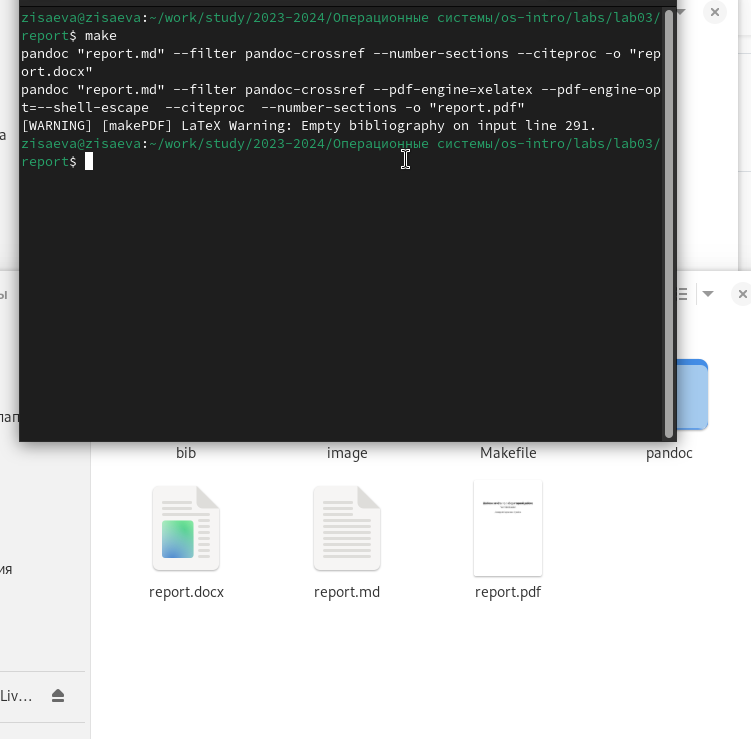 zisaeva@zisaeva:~/work/study/2023-2024/Операционные системы/os-intro/labs/lab03/
report$ make
pandoc "report.md" --filter pandoc-crossref --number-sections --citeproc -o "rep
ort.docx"
pandoc "report.md" --filter pandoc-crossref --pdf-engine=xelatex --pdf-engine-op
t=--shell-escape  --citeproc  --number-sections -o "report.pdf"
[WARNING] [makePDF] LaTeX Warning: Empty bibliography on input line 291.
zisaeva@zisaeva:~/work/study/2023-2024/Операционные системы/os-intro/labs/lab03/
report$
bib
image
Makefile
pandoc
report.docx
report.md
report.pdf
Liv...